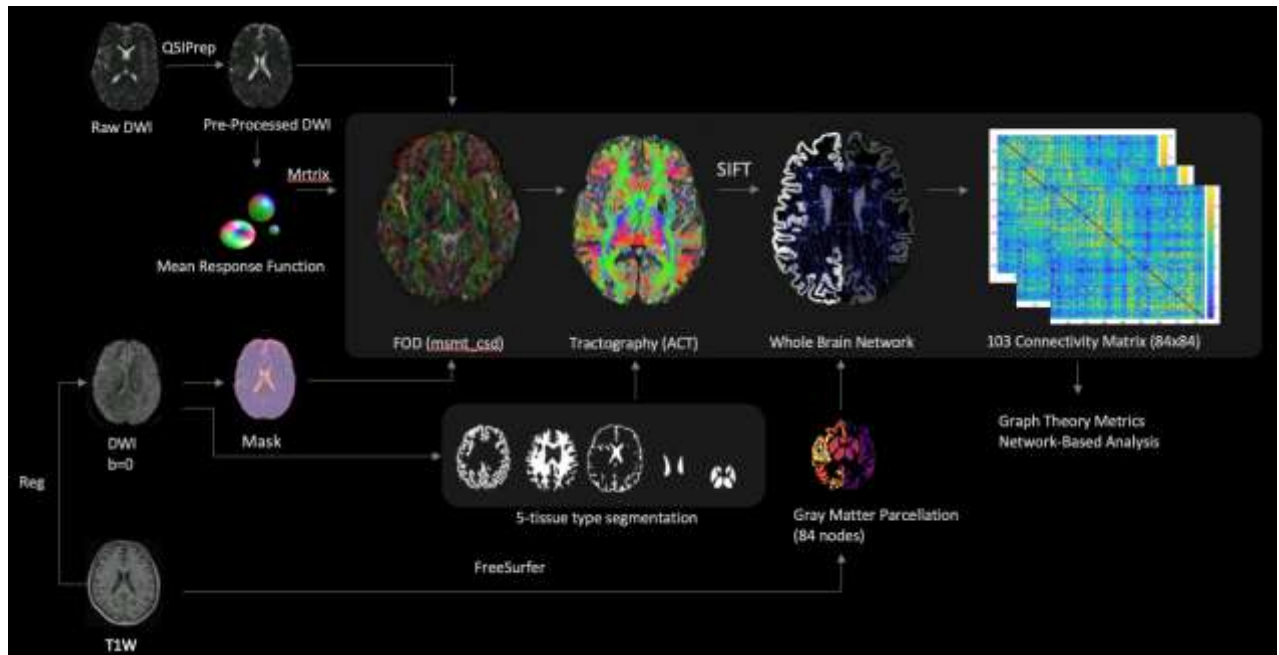 QSIPrep
Raw DWI
Pre-Processed DWI
Mrtrix
SIFT
Mean Response Function
FOD (msmt_csd)
Tractography (ACT)
Whole Brain Network
103 Connectivity Matrix (84x84)
DWI
b=0
Mask
Graph Theory Metrics
Network-Based Analysis
Reg
5-tissue type segmentation
Gray Matter Parcellation
(84 nodes)
FreeSurfer
T1W